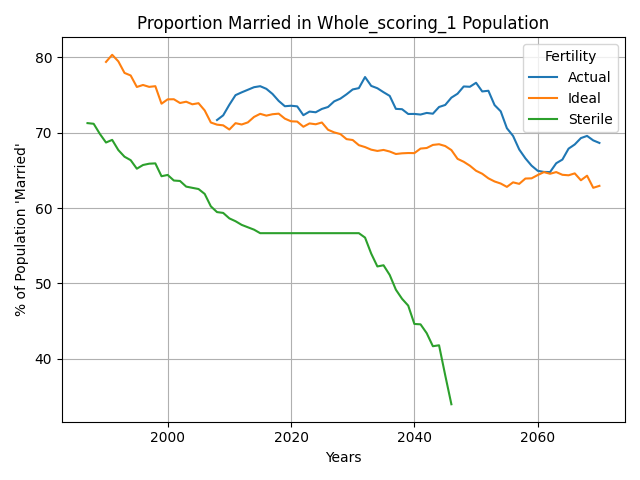 Proportion Married in Whole_scoring_1 Population
% of Population 'Married'
80
70
60
50
40
Fertility
Actual
Ideal
Sterile
2000
2020
2040
2060
Years